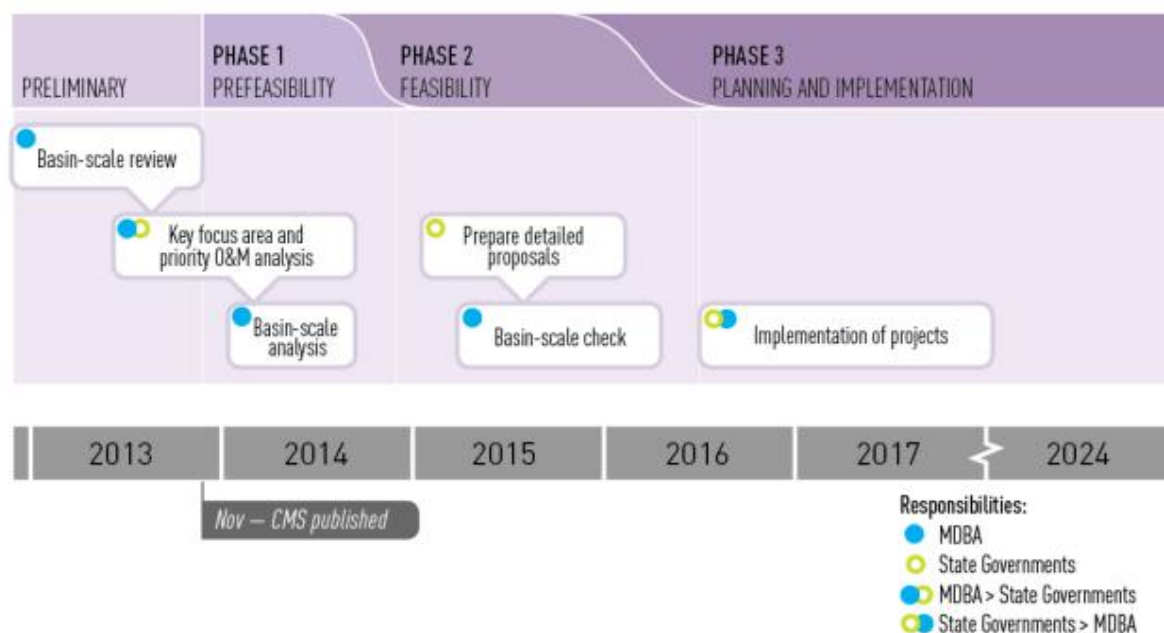 PRELIMINARY
PHASE 1
PREFEASIBILITY
PHASE 2
FEASIBILITY
PHASE 3
PLANNING AND IMPLEMENTATION
Basin-scale review
Key focus area and
priority O&M analysis
Basin-scale
analysis
Prepare detailed
proposals
Basin-scale check
Implementation of projects
2013
2014
2015
2016
2017
2024
Nov – CMS published
Responsibilities:
MDBA
State Governments
MDBA > State Governments
State Governments > MDBA